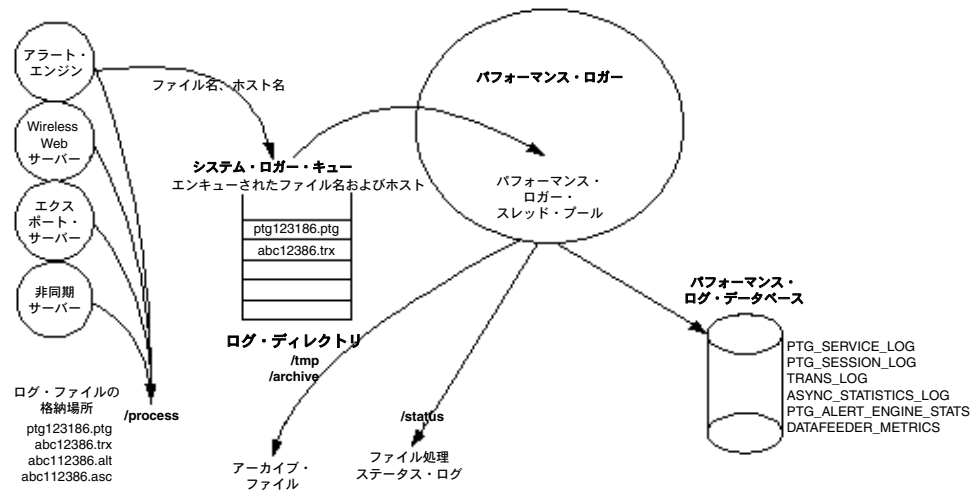 アラート・
エンジン
Wireless
Web
サーバー
エクス
ポート・
サーバー
非同期
サーバー
ファイル名、ホスト名
システム・ロガー・キュー
エンキューされたファイル名およびホスト
ptg123186.ptg
abc12386.trx
ログ・ディレクトリ
/tmp
/archive
/process
ログ・ファイルの
格納場所
ptg123186.ptg
abc12386.trx
abc112386.alt
abc112386.asc
パフォーマンス・ロガー
パフォーマンス・
ロガー・
スレッド・プール
/status
アーカイブ・
ファイル
ファイル処理
ステータス・ログ
パフォーマンス・
ログ・データベース
PTG_SERVICE_LOG
PTG_SESSION_LOG
TRANS_LOG
ASYNC_STATISTICS_LOG
PTG_ALERT_ENGINE_STATS
DATAFEEDER_METRICS